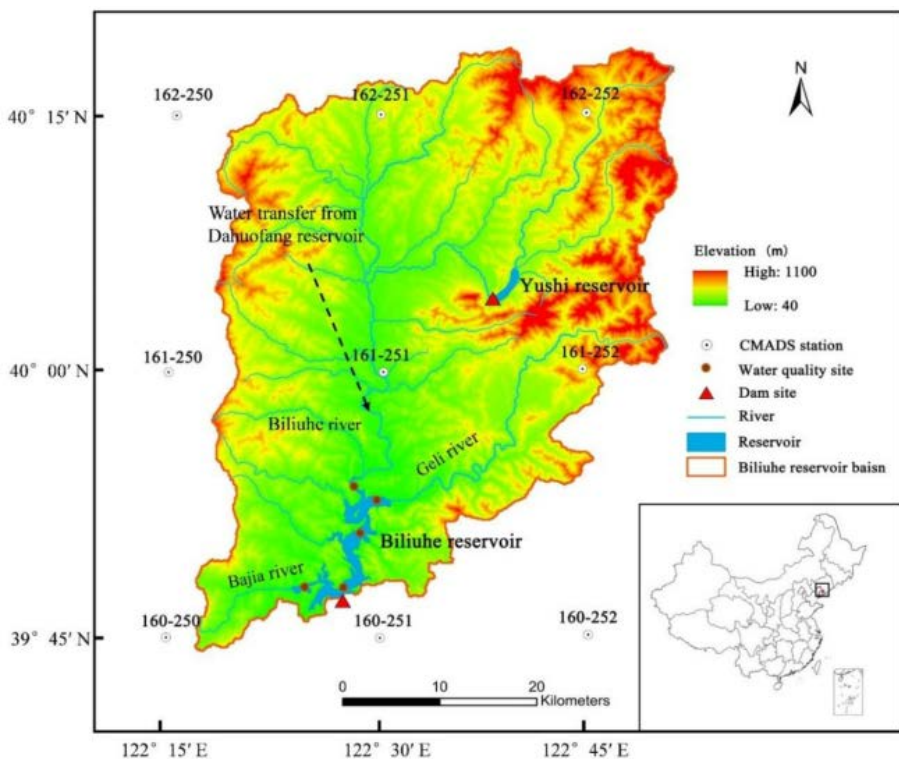 N
162-250
162-251
162-252
40° 15′ N
Water transfer from
Dahuofang reservoir
Elevation (m)
High: 1100
Low: 40
Yushi reservoir
161-250
161-251
161-252
40° 00′ N
CMADS station
Water quality site
Dam site
River
Reservoir
Biliuhe reservoir baisn
Biliuhe river
Geli river
Biliuhe reservoir
Bajia river
160-250
160-251
160-252
39° 45′ N
0 10 20
Kilometers
122° 15′ E
122° 30′ E
122° 45′ E